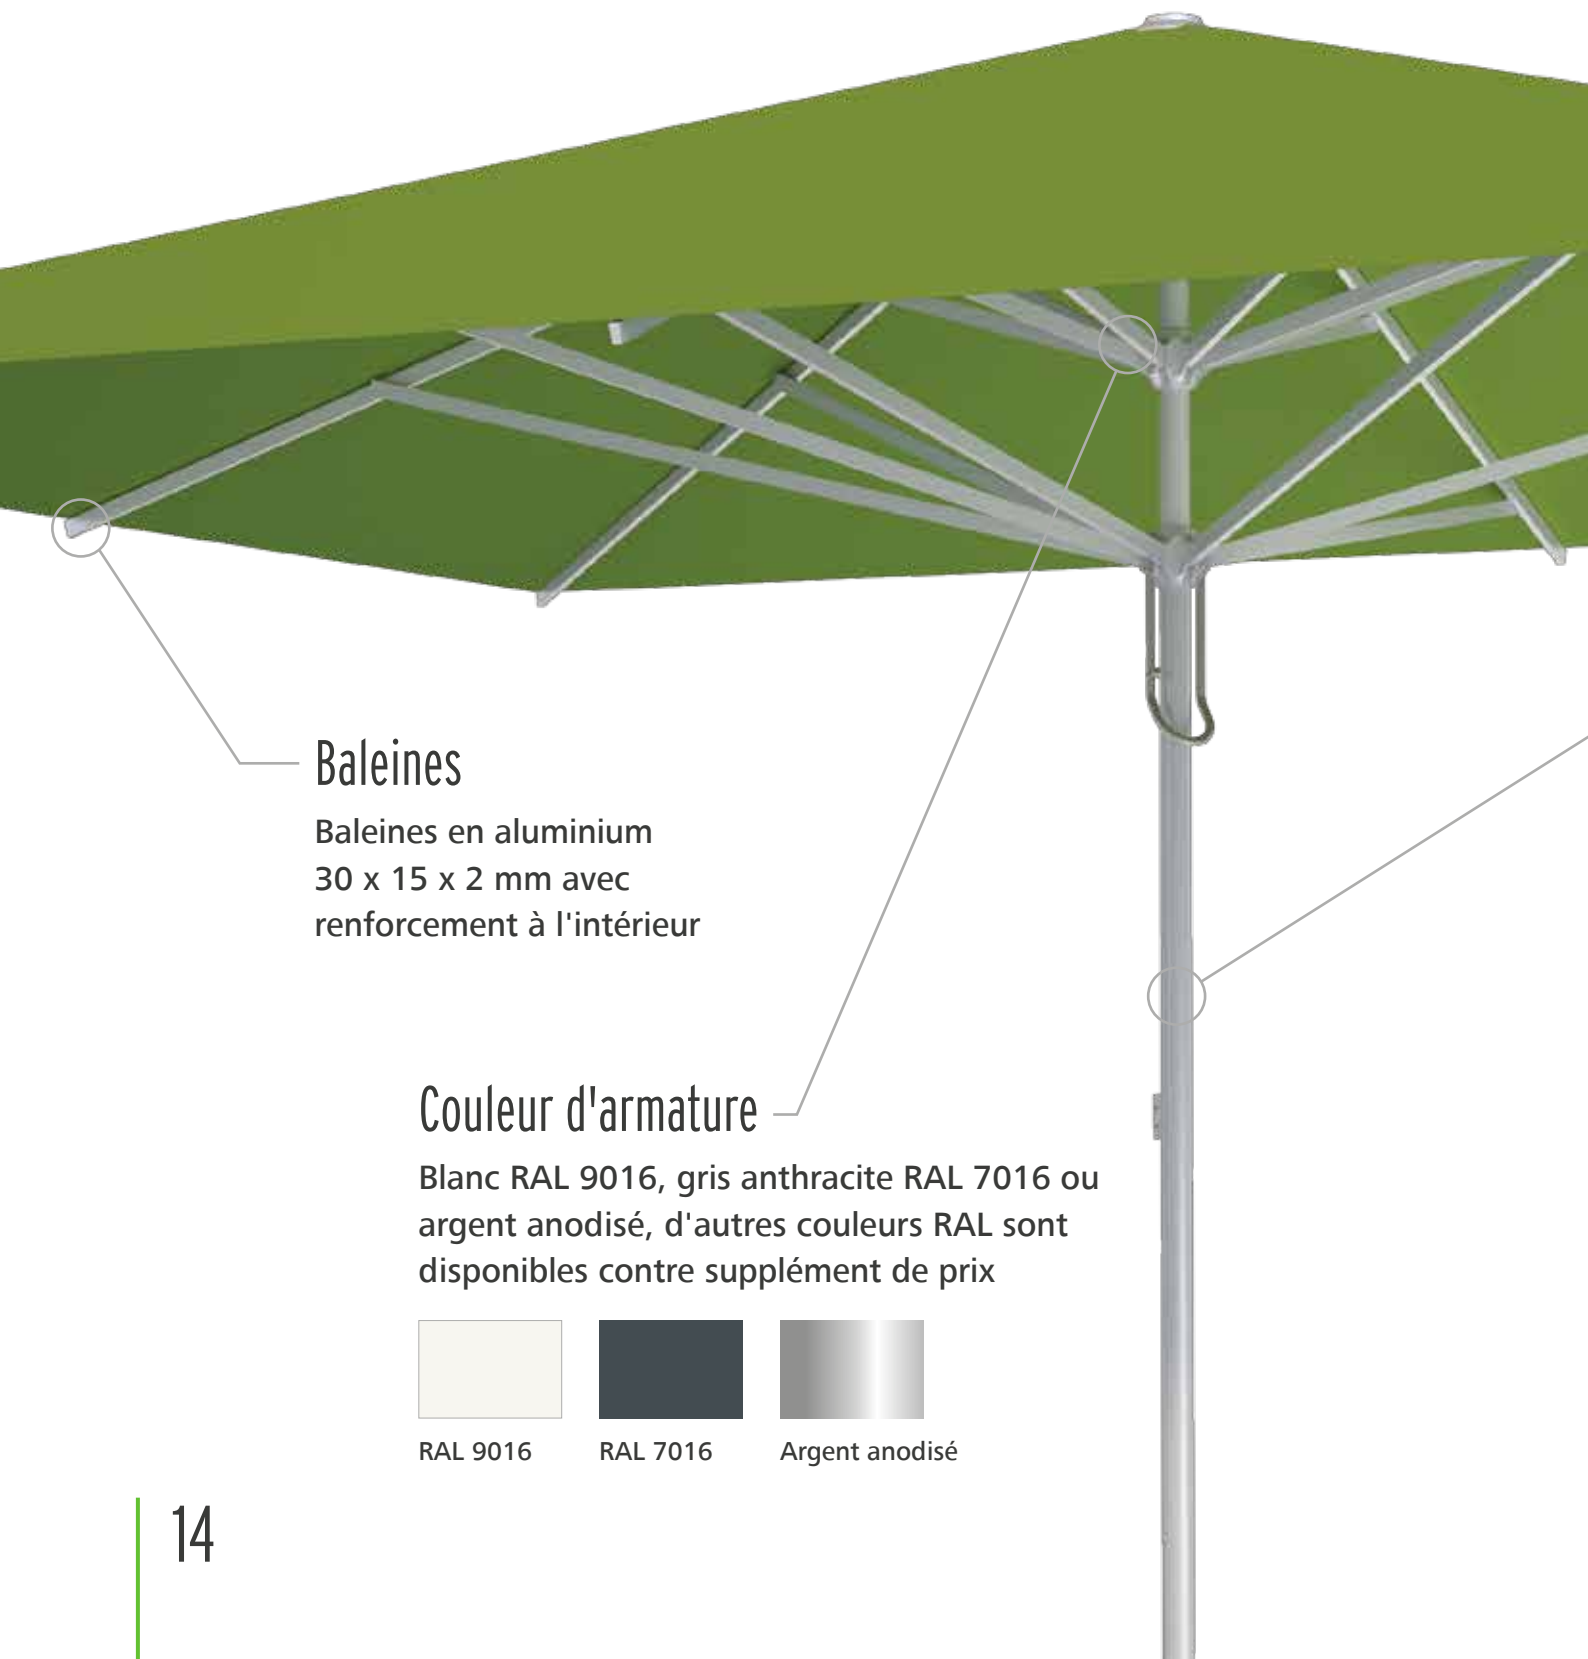 Baleines
Baleines en aluminium
30 x 15 x 2 mm avec
renforcement à l'intérieur
Couleur d'armature
Blanc RAL 9016, gris anthracite RAL 7016 ou
argent anodisé, d'autres couleurs RAL sont
disponibles contre supplément de prix
RAL 9016
RAL 7016
Argent anodisé
14